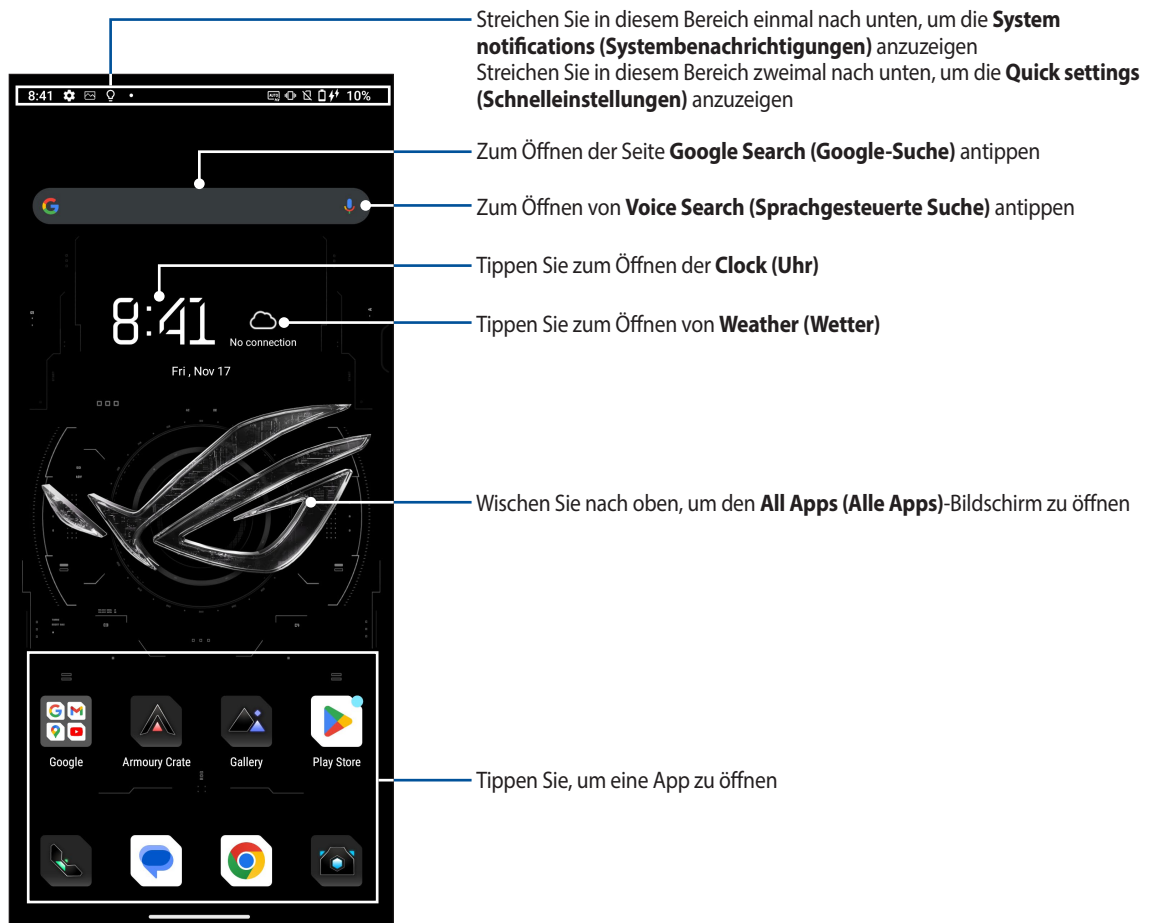 Streichen Sie in diesem Bereich einmal nach unten, um die System
notifications (Systembenachrichtigungen) anzuzeigen
Streichen Sie in diesem Bereich zweimal nach unten, um die Quick settings
(Schnelleinstellungen) anzuzeigen
8:41
10%
Zum Öffnen der Seite Google Search (Google-Suche) antippen
Zum Öffnen von Voice Search (Sprachgesteuerte Suche) antippen
Tippen Sie zum Öffnen der Clock (Uhr)
8:41
Tippen Sie zum Öffnen von Weather (Wetter)
No connection
Fri , Nov 17
Wischen Sie nach oben, um den All Apps (Alle Apps)-Bildschirm zu öffnen
Google
Armoury Crate
Gallery
Play Store
Tippen Sie, um eine App zu öffnen